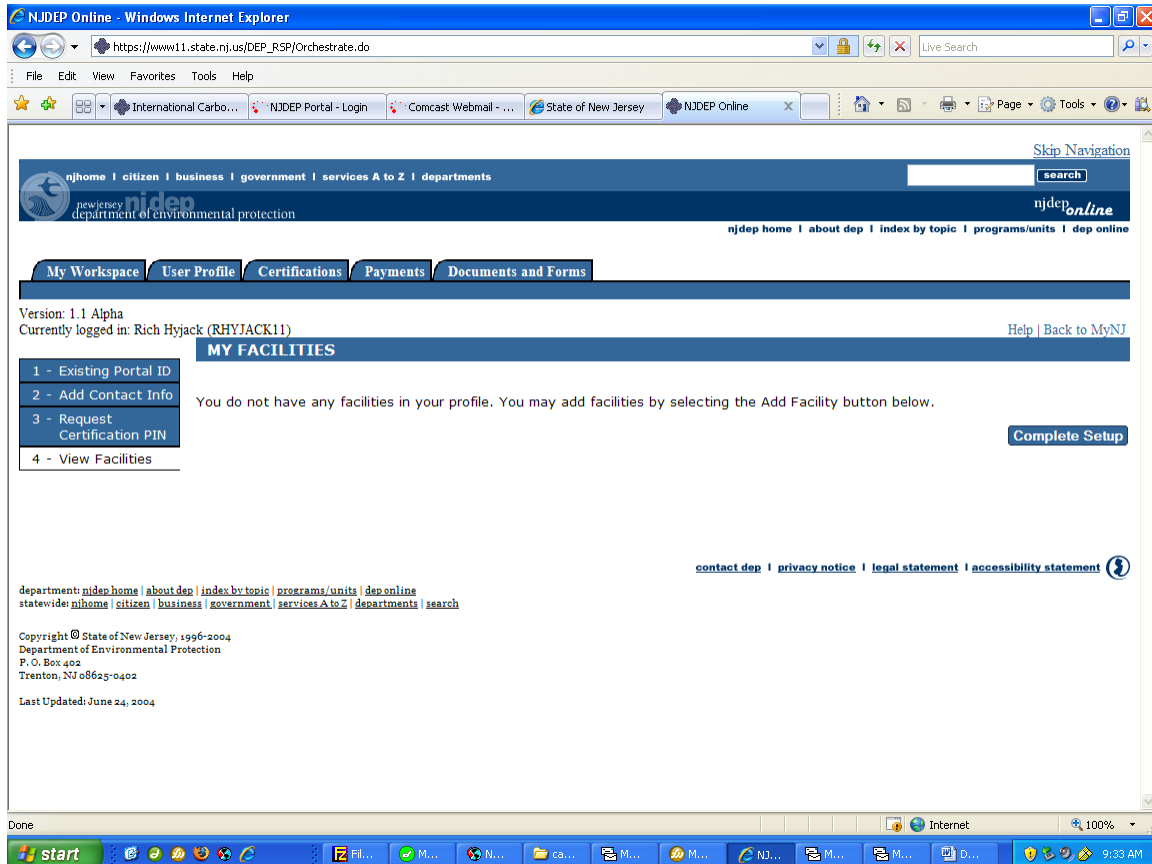 NJDEP Online - Windows Internet Explorer
https://www11.state.nj.us/DEP_RSP/Orchestrate.do
Live Search
File Edit View Favorites Tools Help
International Carbo... NJDEP Portal - Login Comcast Webmail - ... State of New Jersey NJDEP Online Page Tools
Skip Navigation
njhome | citizen | business | government | services A to Z | departments
search
newjersey njdep
department of environmental protection
njdeponline
njdep home | about dep | index by topic | programs/units | dep online
My Workspace User Profile Certifications Payments Documents and Forms
Version: 1.1 Alpha
Currently logged in: Rich Hyjack (RHYJACK11)
Help | Back to MyNJ
MY FACILITIES
1 - Existing Portal ID
2 - Add Contact Info
3 - Request
Certification PIN
4 - View Facilities
You do not have any facilities in your profile. You may add facilities by selecting the Add Facility button below.
Complete Setup
contact dep | privacy notice | legal statement | accessibility statement
department: njdep home | about dep | index by topic | programs/units | dep online
statewide: njhome | citizen | business | government | services A to Z | departments | search
Copyright © State of New Jersey, 1996-2004
Department of Environmental Protection
P. O. Box 402
Trenton, NJ 08625-0402
Last Updated: June 24, 2004
Done
Internet
100%
start Fil... M... N... ca... M... M... NJ... M... M... D... 9:33 AM